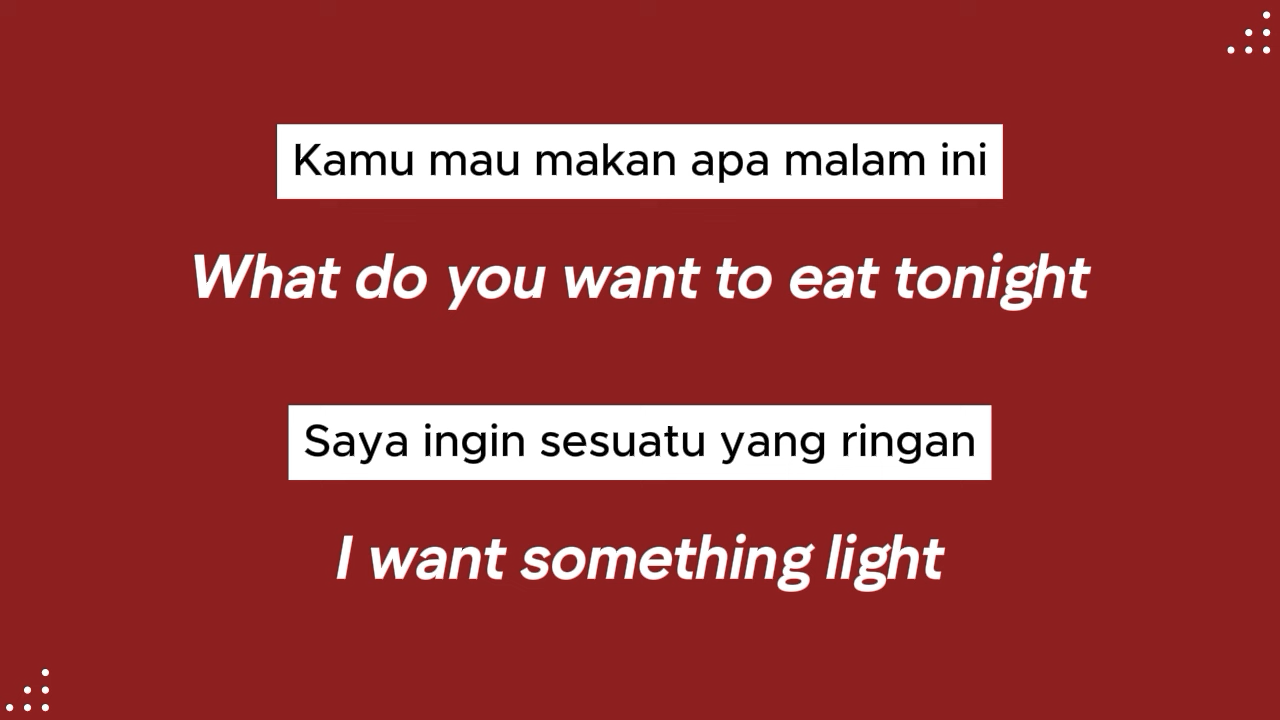 Kamu mau makan apa malam ini
What do you want to eat tonight
Saya ingin sesuatu yang ringan
I want something light